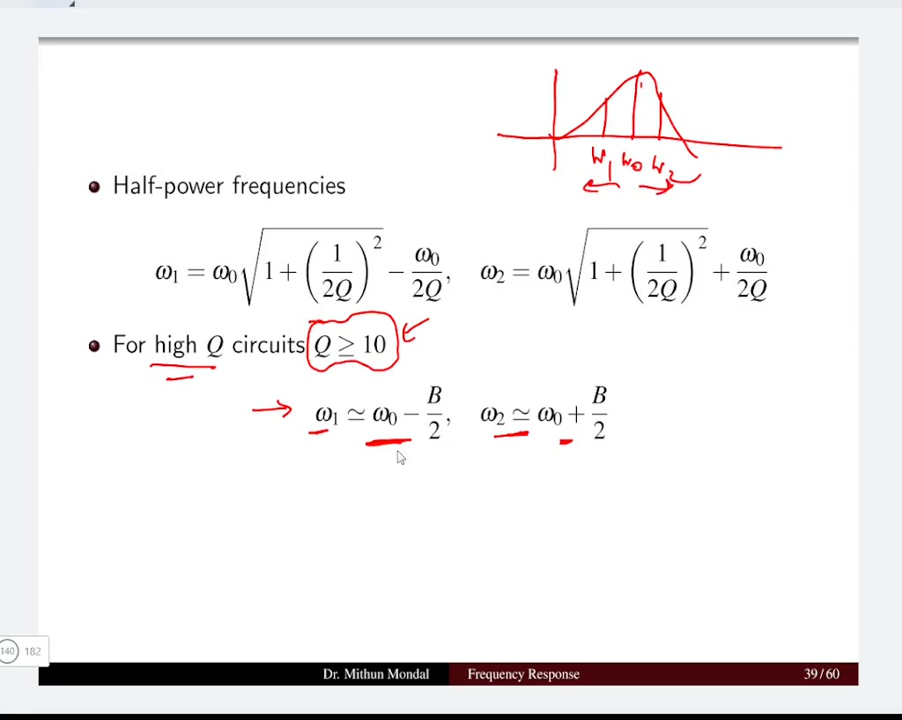 ω₁ ω₀ ω₂
Half-power frequencies
ω₁ = ω₀√(1 + (1/2Q)²) − ω₀/2Q, ω₂ = ω₀√(1 + (1/2Q)²) + ω₀/2Q
For high Q circuits Q ≥ 10
ω₁ ≃ ω₀ − B/2, ω₂ ≃ ω₀ + B/2
140 182
Dr. Mithun Mondal Frequency Response 39/60